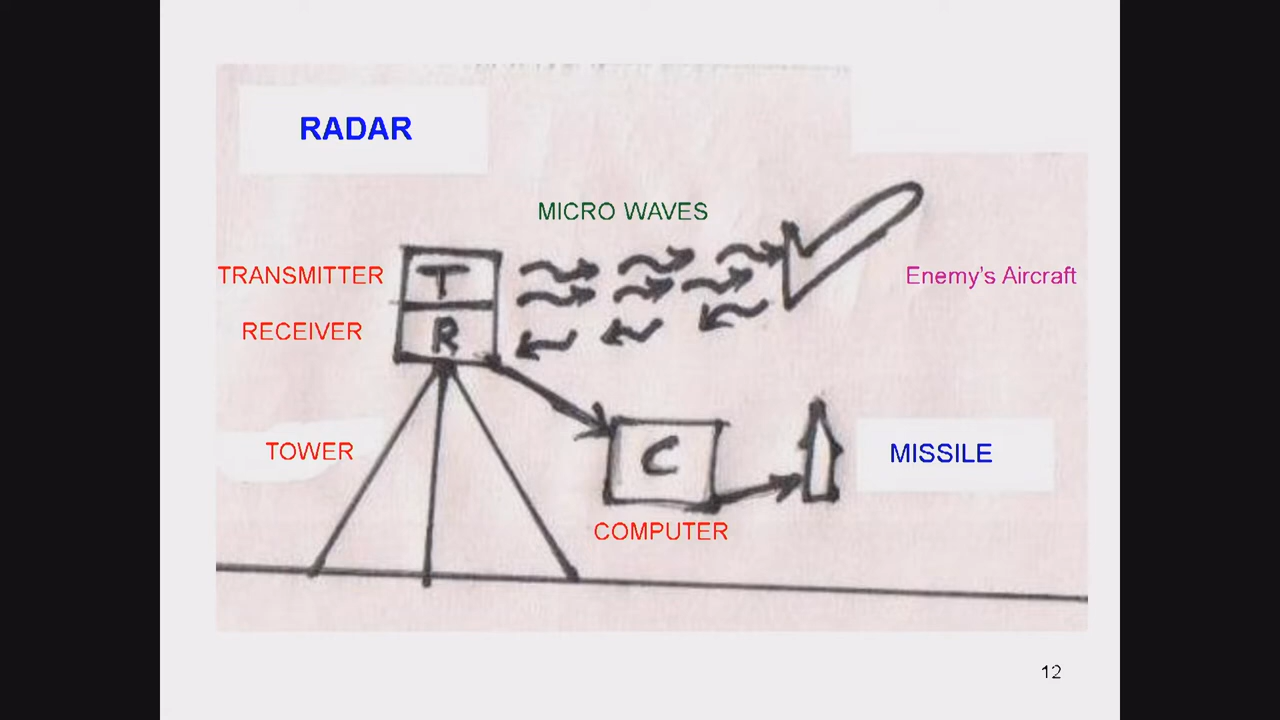 RADAR
MICRO WAVES
TRANSMITTER
T
Enemy's Aircraft
RECEIVER
R
TOWER
C
MISSILE
COMPUTER
12